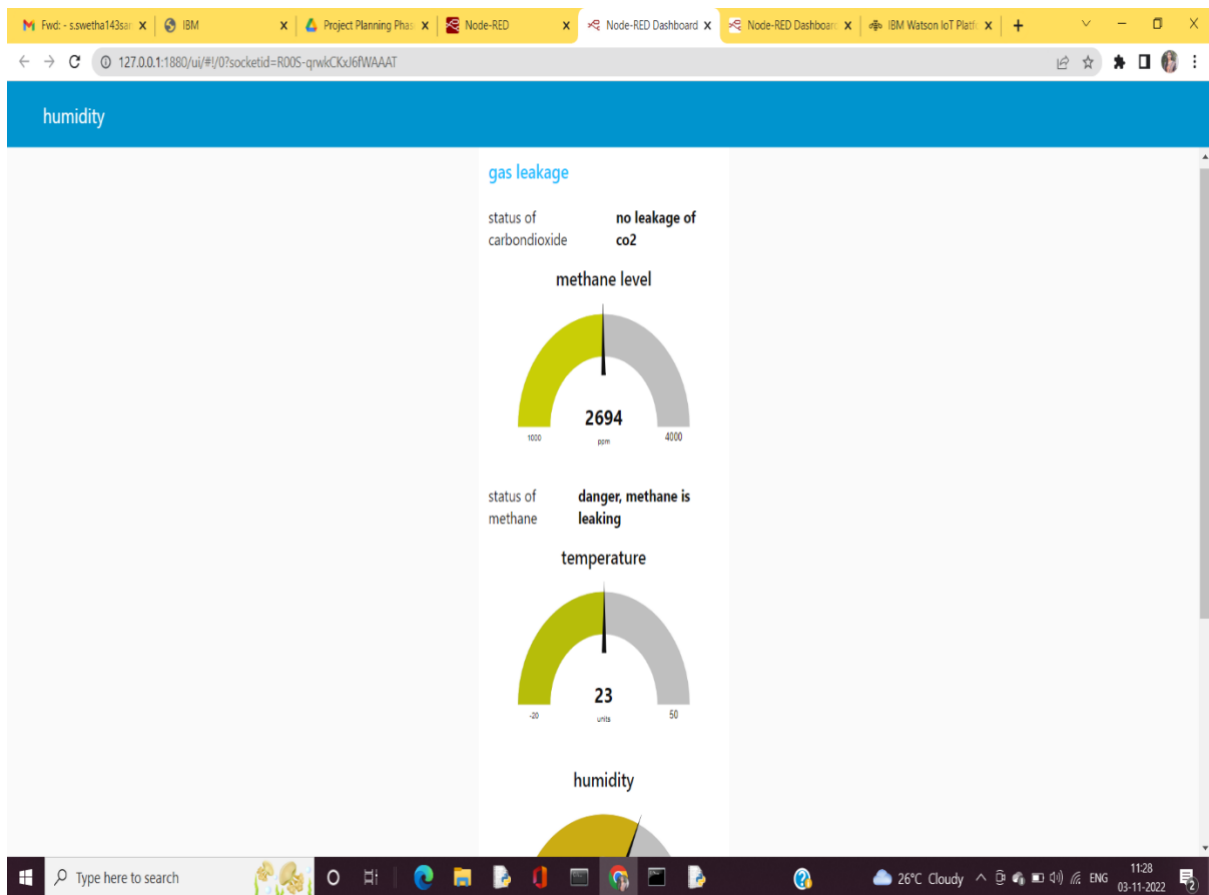 Fwd: - s.swetha143sar
IBM
Project Planning Phas
Node-RED
Node-RED Dashboard
Node-RED Dashboard
IBM Watson IoT Platfo
127.0.0.1:1880/ui/#!/0?socketid=R00S-qrwkCKxJ6fWAAAT
humidity
gas leakage
status of
carbondioxide
no leakage of
co2
methane level
2694
1000
ppm
4000
status of
methane
danger, methane is
leaking
temperature
23
-20
units
50
humidity
Type here to search
26°C Cloudy
ENG
11:28
03-11-2022
2